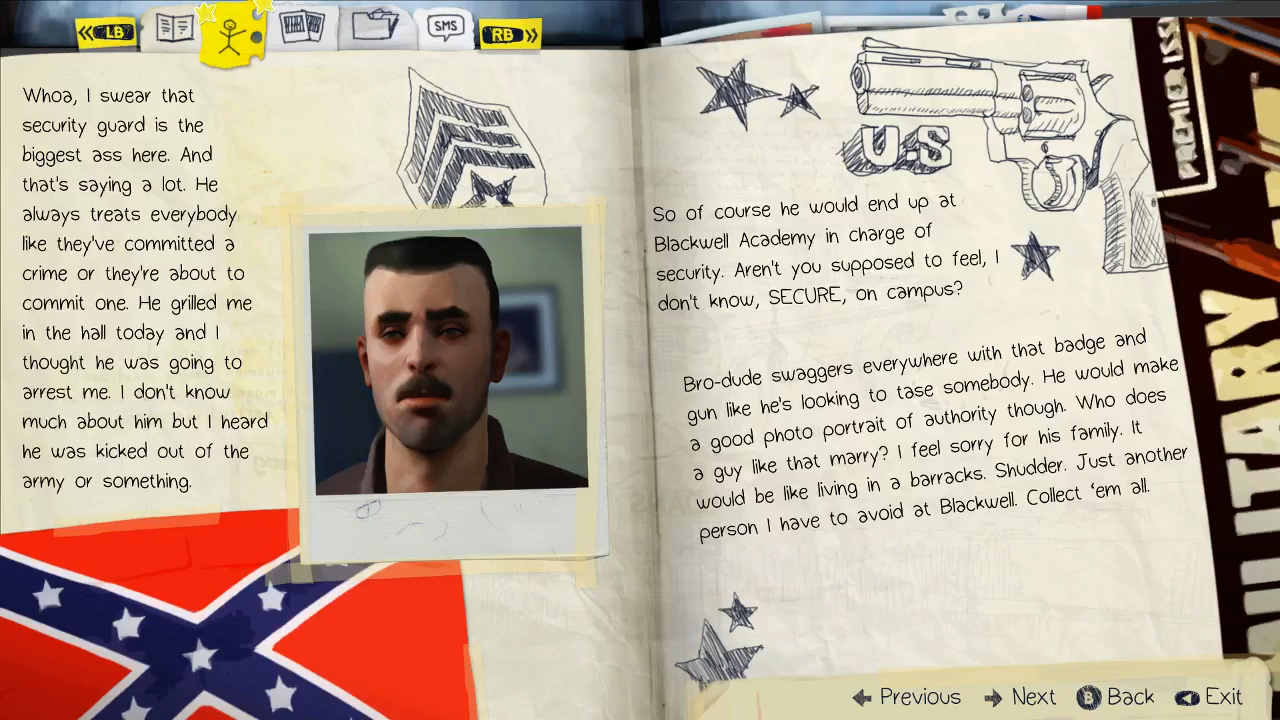 LB
SMS
RB
Whoa, I swear that
security guard is the
biggest ass here. And
that's saying a lot. He
always treats everybody
like they've committed a
crime or they're about to
commit one. He grilled me
in the hall today and I
thought he was going to
arrest me. I don't know
much about him but I heard
he was kicked out of the
army or something.
US
So of course he would end up at
Blackwell Academy in charge of
security. Aren't you supposed to feel, I
don't know, SECURE, on campus?
Bro-dude swaggers everywhere with that badge and
gun like he's looking to tase somebody. He would make
a good photo portrait of authority though. Who does
a guy like that marry? I feel sorry for his family. It
would be like living in a barracks. Shudder. Just another
person I have to avoid at Blackwell. Collect 'em all.
PREMIER
Previous
Next
B Back
Exit